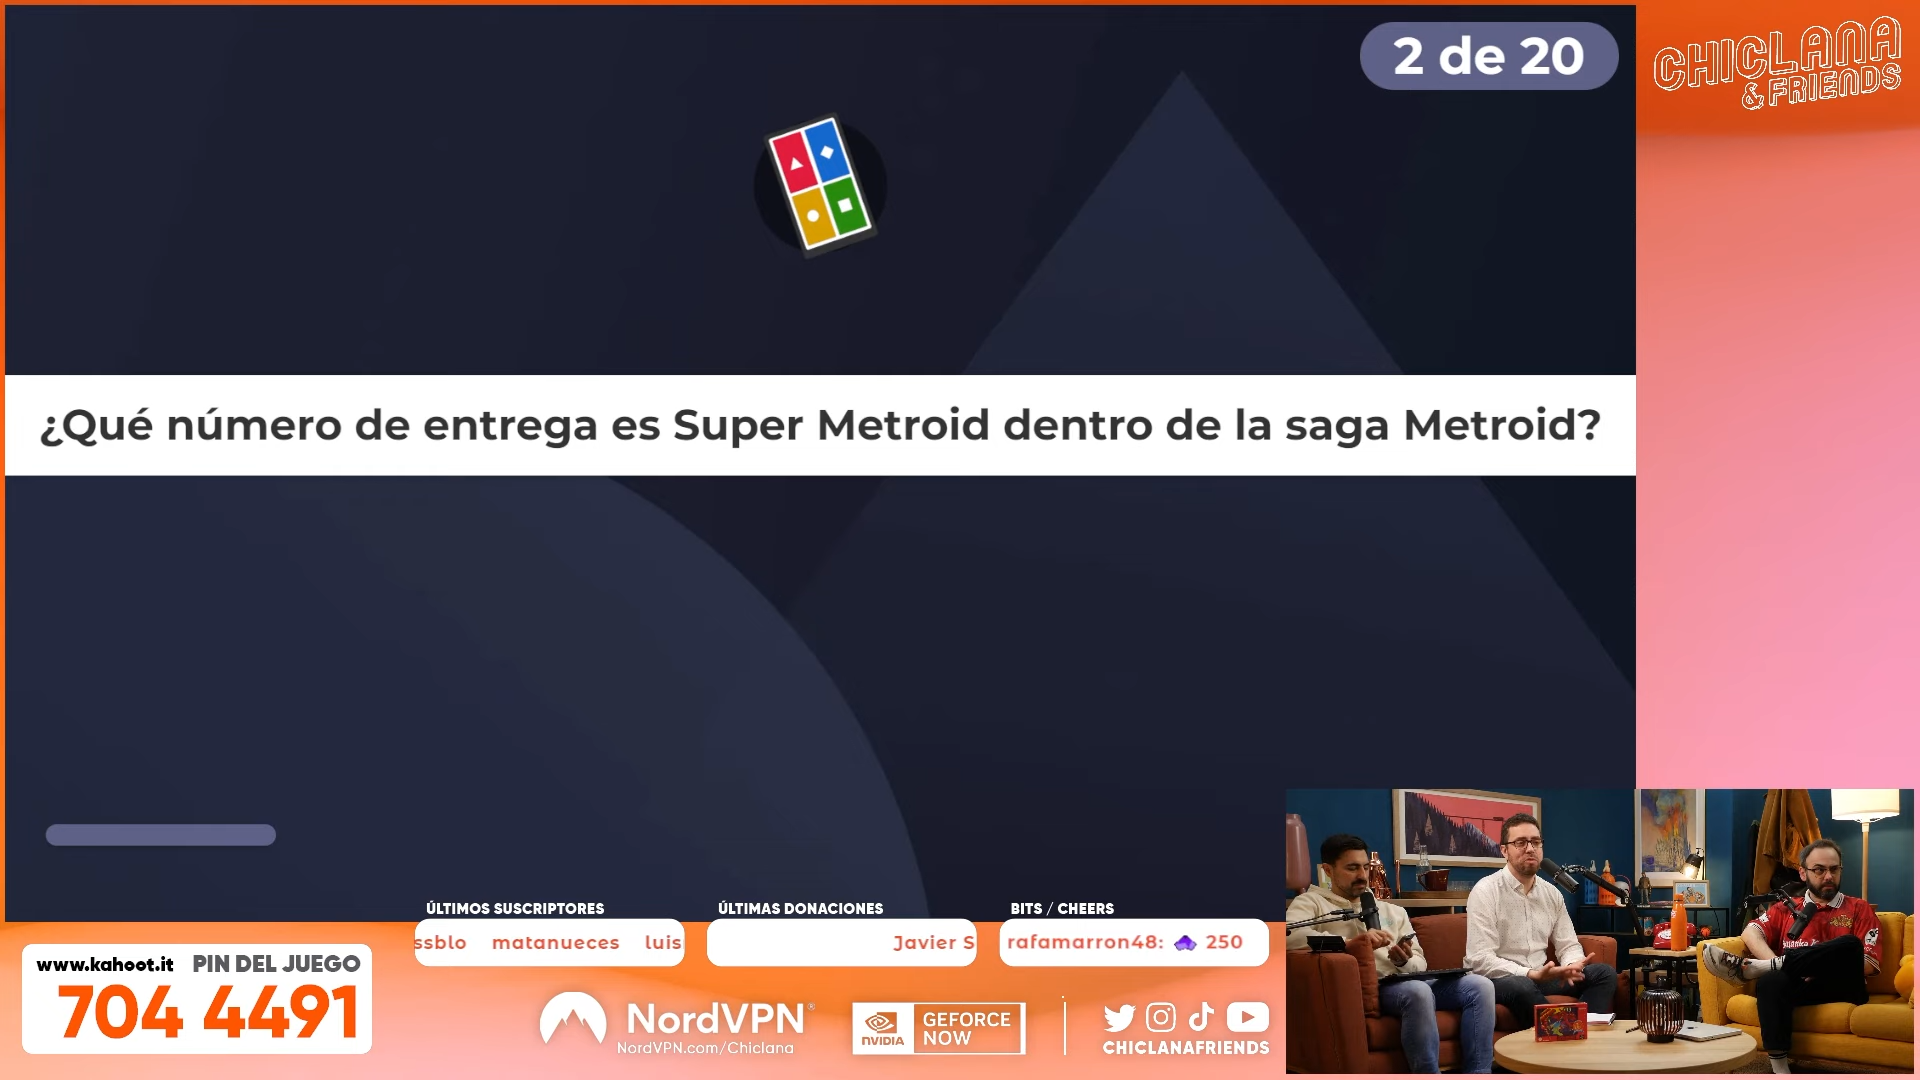 2 de 20
CHICLANA
& FRIENDS
¿Qué número de entrega es Super Metroid dentro de la saga Metroid?
ÚLTIMOS SUSCRIPTORES
ssblo matanueces luis
ÚLTIMAS DONACIONES
Javier S
BITS / CHEERS
rafamarron48: 250
www.kahoot.it PIN DEL JUEGO
704 4491
NordVPN®
NordVPN.com/Chiclana
NVIDIA
GEFORCE
NOW
CHICLANAFRIENDS